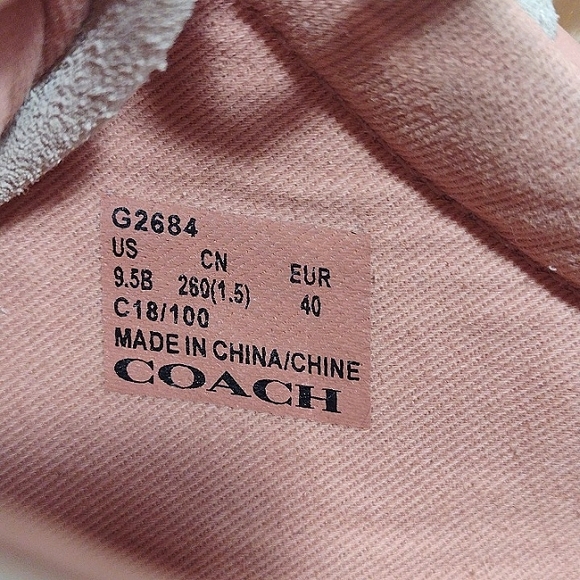 G2684
US CN EUR
9.5B 260(1.5) 40
C18/100
MADE IN CHINA/CHINE
COACH